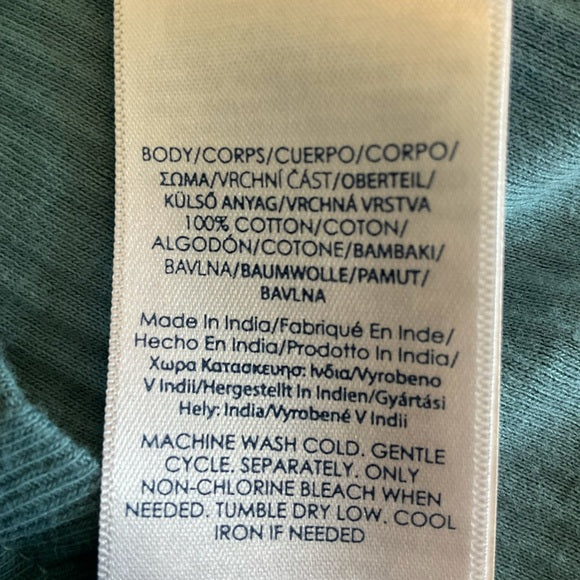 BODY/CORPS/CUERPO/CORPO/
ΣΩΜΑ/VRCHNÍ ČÁST/OBERTEIL/
KÜLSŐ ANYAG/VRCHNÁ VRSTVA
100% COTTON/COTON/
ALGODÓN/COTONE/BAMBAKI/
BAVLNA/BAUMWOLLE/PAMUT/
BAVLNA
Made In India/Fabriqué En Inde/
Hecho En India/Prodotto In India/
Χωρα Κατασκευησ: Ινδια/Vyrobeno
V Indii/Hergestellt In Indien/Gyártási
Hely: India/Vyrobené V Indii
MACHINE WASH COLD. GENTLE
CYCLE. SEPARATELY. ONLY
NON-CHLORINE BLEACH WHEN
NEEDED. TUMBLE DRY LOW. COOL
IRON IF NEEDED